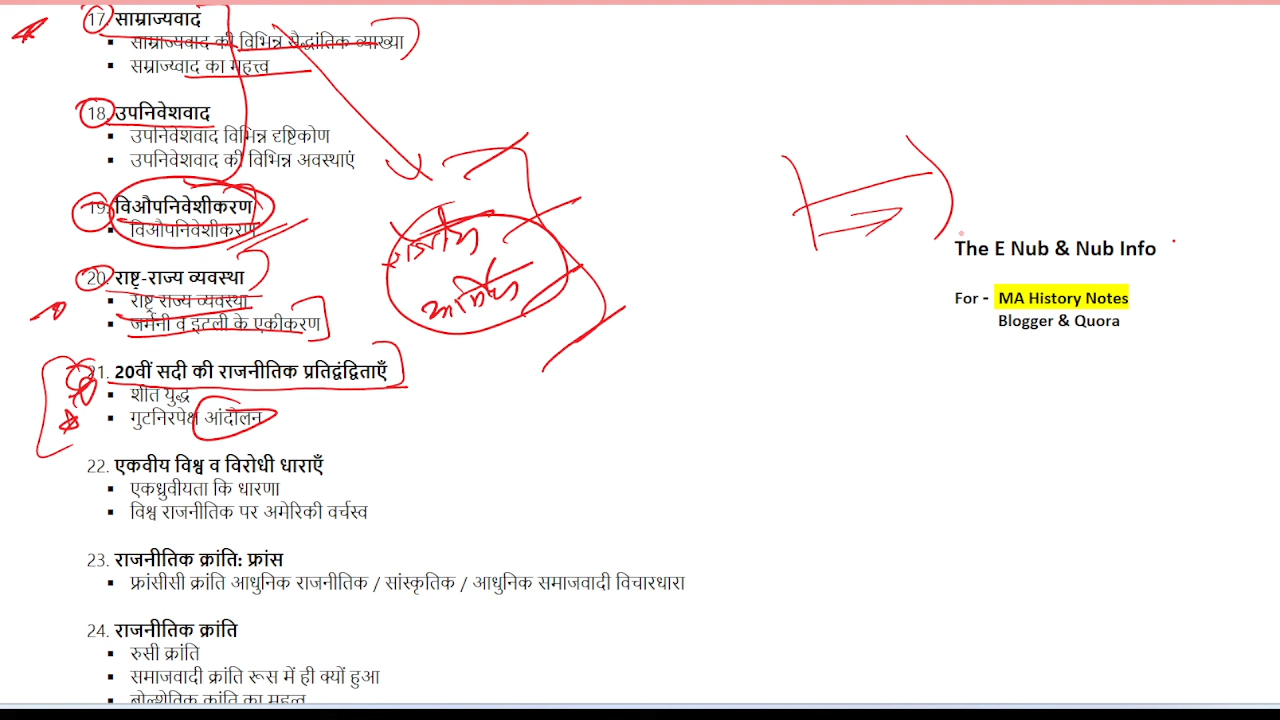 17. साम्राज्यवाद
▪ साम्राज्यवाद की विभिन्न सैद्धांतिक व्याख्या
▪ सम्राज्य्वाद का महत्त्व
18. उपनिवेशवाद
▪ उपनिवेशवाद विभिन्न दृष्टिकोण
▪ उपनिवेशवाद की विभिन्न अवस्थाएं
19. विऔपनिवेशीकरण
▪ विऔपनिवेशीकरण
20. राष्ट्र-राज्य व्यवस्था
▪ राष्ट्र राज्य व्यवस्था
▪ जर्मनी व इटली के एकीकरण
21. 20वीं सदी की राजनीतिक प्रतिद्वंद्विताएँ
▪ शीत युद्ध
▪ गुटनिरपेक्ष आंदोलन
22. एकवीय विश्व व विरोधी धाराएँ
▪ एकध्रुवीयता कि धारणा
▪ विश्व राजनीतिक पर अमेरिकी वर्चस्व
23. राजनीतिक क्रांति: फ्रांस
▪ फ्रांसीसी क्रांति आधुनिक राजनीतिक / सांस्कृतिक / आधुनिक समाजवादी विचारधारा
24. राजनीतिक क्रांति
▪ रुसी क्रांति
▪ समाजवादी क्रांति रूस में ही क्यों हुआ
▪ बोल्शेविक क्रांति का महत्व
The E Nub & Nub Info
For - MA History Notes
Blogger & Quora